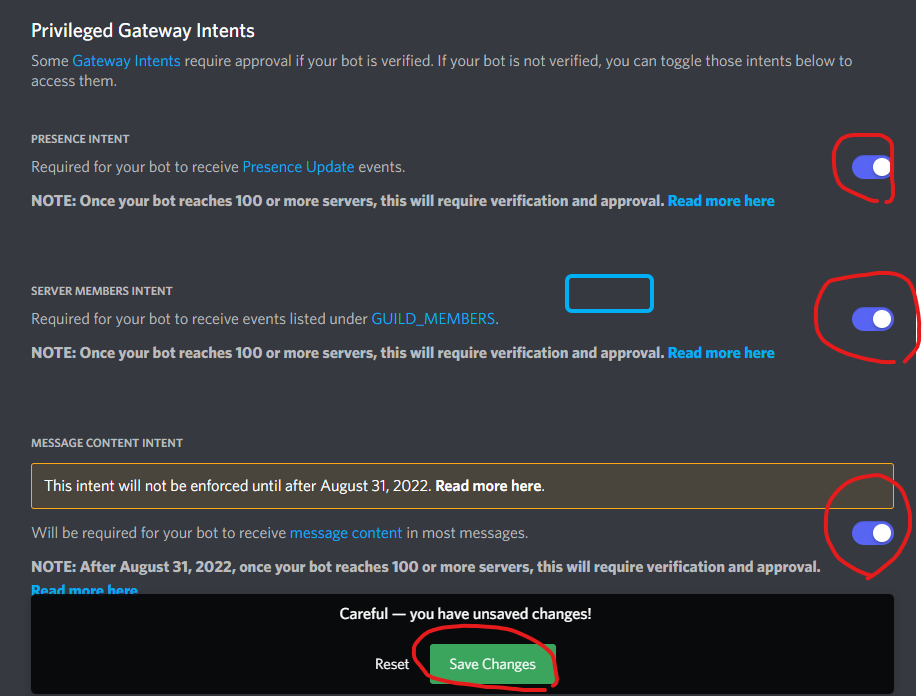 Privileged Gateway Intents
Some Gateway Intents require approval if your bot is verified. If your bot is not verified, you can toggle those intents below to
access them.
PRESENCE INTENT
Required for your bot to receive Presence Update events.
NOTE: Once your bot reaches 100 or more servers, this will require verification and approval. Read more here
SERVER MEMBERS INTENT
Required for your bot to receive events listed under GUILD_MEMBERS.
NOTE: Once your bot reaches 100 or more servers, this will require verification and approval. Read more here
MESSAGE CONTENT INTENT
This intent will not be enforced until after August 31, 2022. Read more here.
Will be required for your bot to receive message content in most messages.
NOTE: After August 31, 2022, once your bot reaches 100 or more servers, this will require verification and approval.
Read more here
Careful — you have unsaved changes!
Reset Save Changes